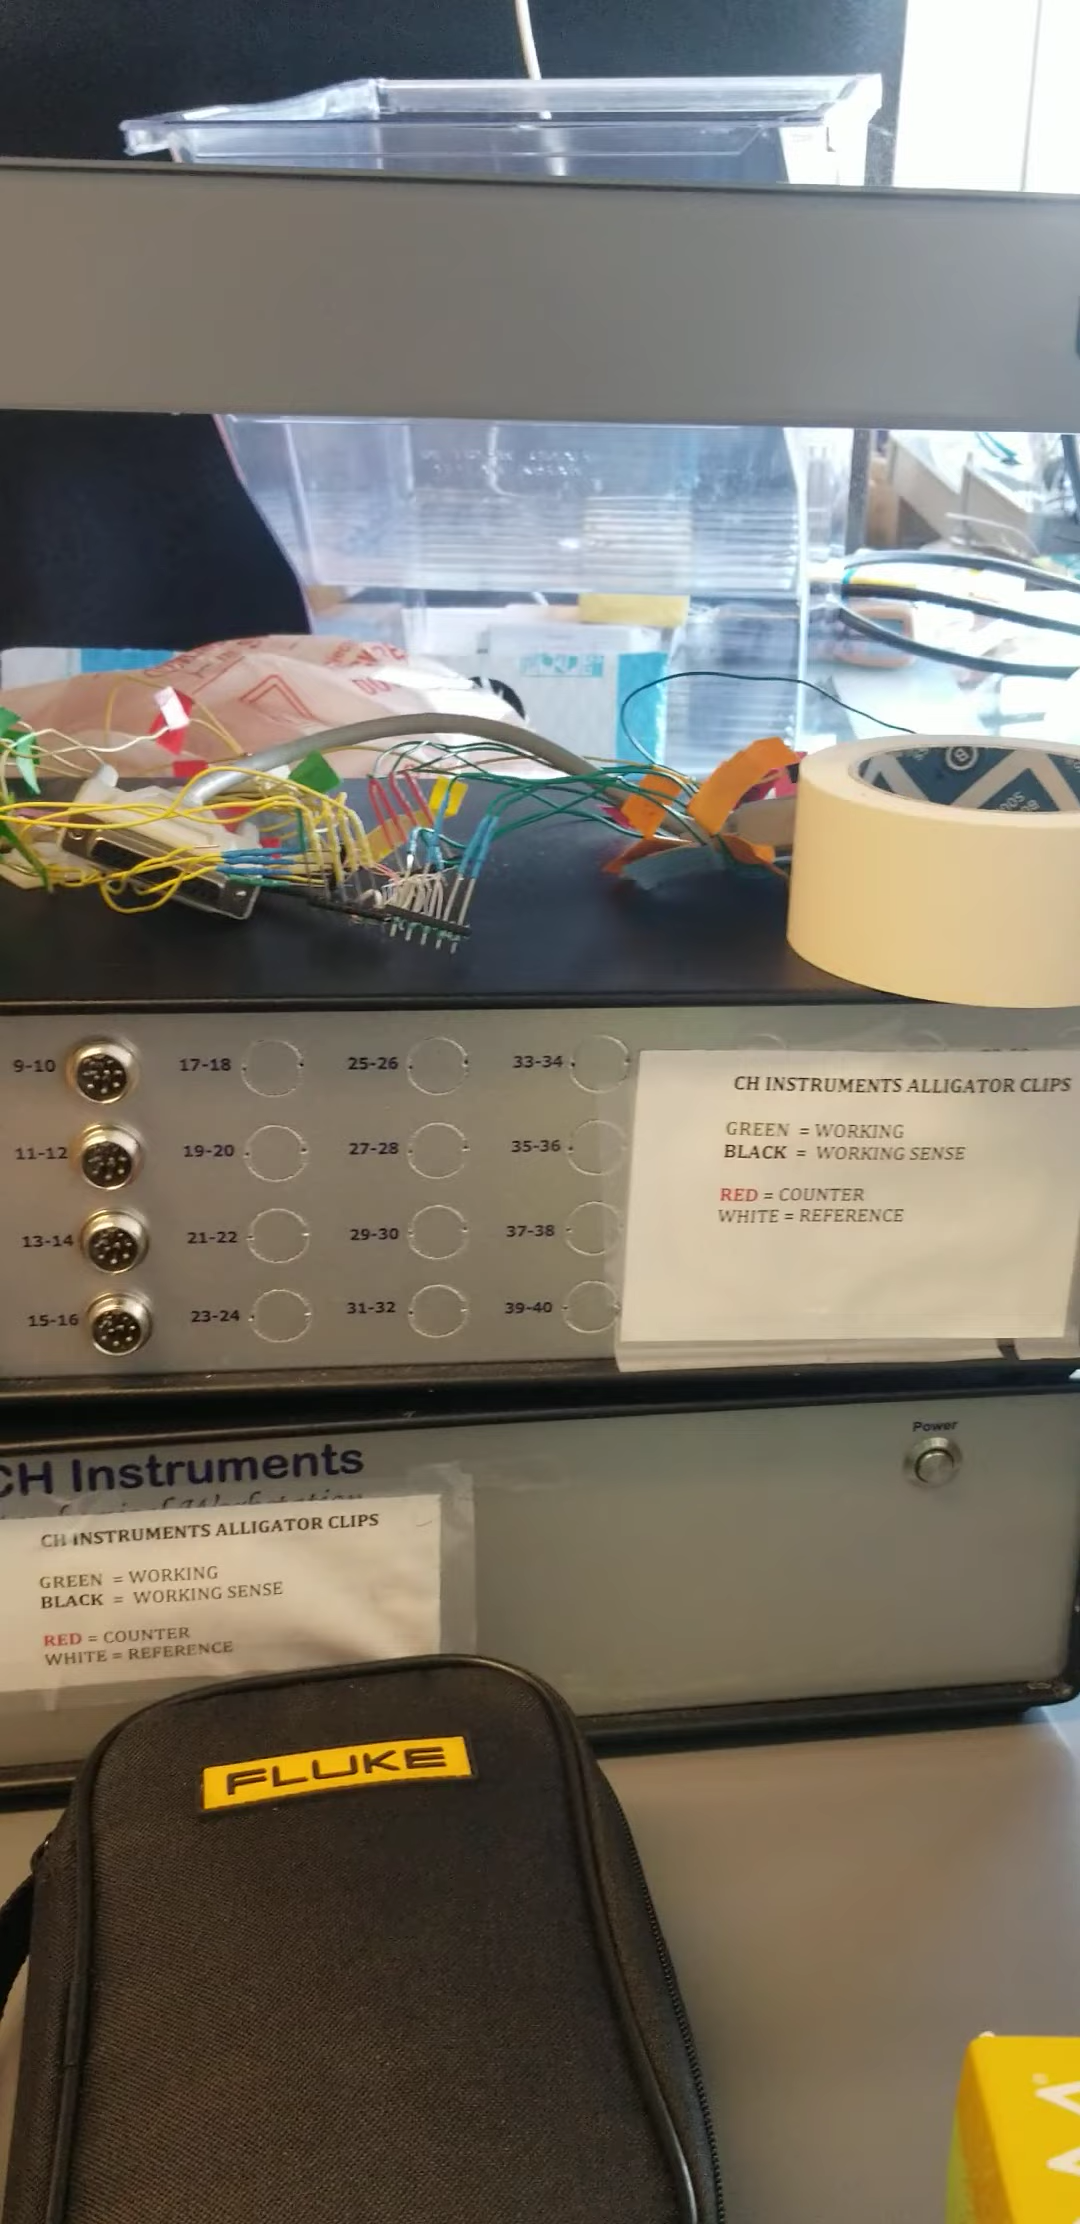 9-10 17-18 25-26 33-34
11-12 19-20 27-28 35-36
13-14 21-22 29-30 37-38
15-16 23-24 31-32 39-40
CH INSTRUMENTS ALLIGATOR CLIPS
GREEN = WORKING
BLACK = WORKING SENSE
RED = COUNTER
WHITE = REFERENCE
Power
CH Instruments
CH INSTRUMENTS ALLIGATOR CLIPS
GREEN = WORKING
BLACK = WORKING SENSE
RED = COUNTER
WHITE = REFERENCE
FLUKE